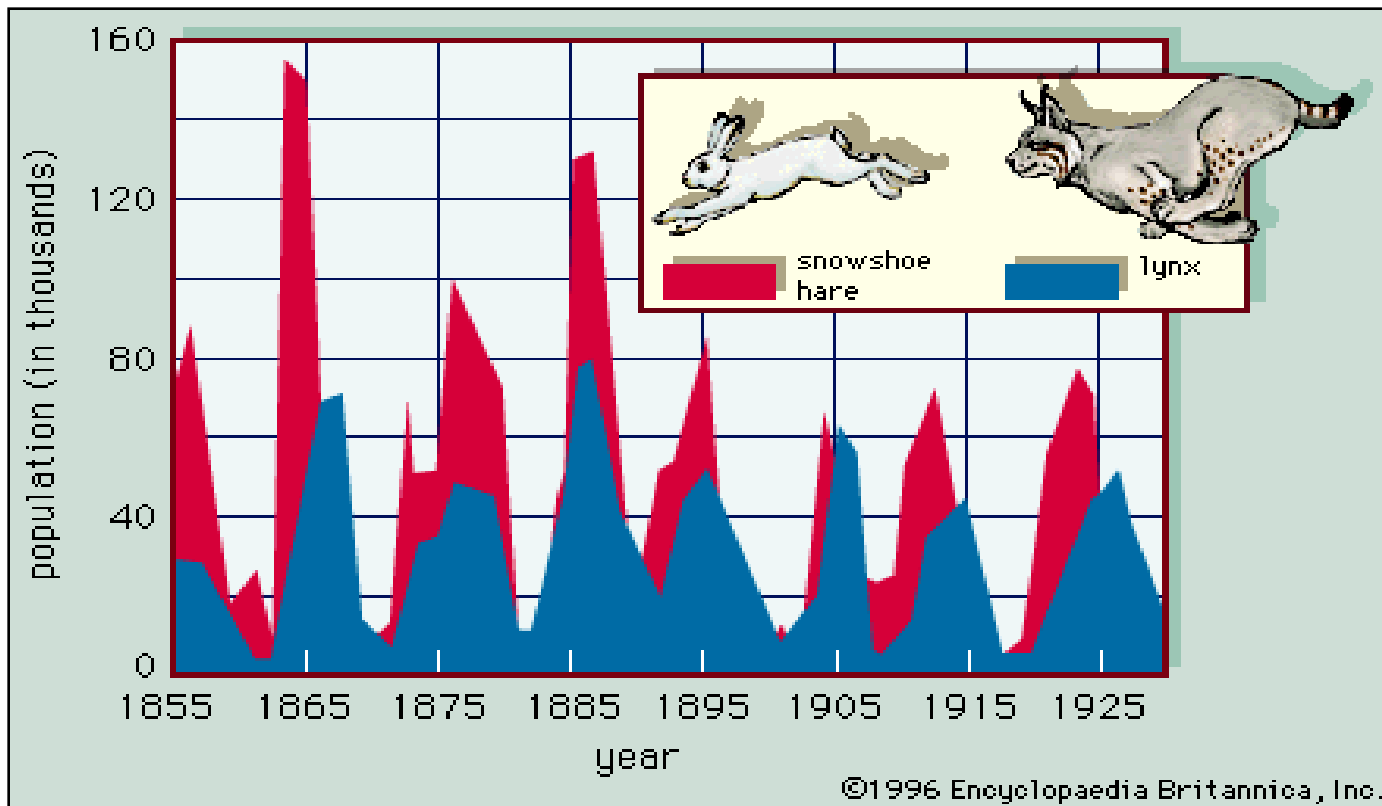 160
120
80
40
0
population (in thousands)
snowshoe
hare
lynx
1855 1865 1875 1885 1895 1905 1915 1925
year
©1996 Encyclopaedia Britannica, Inc.